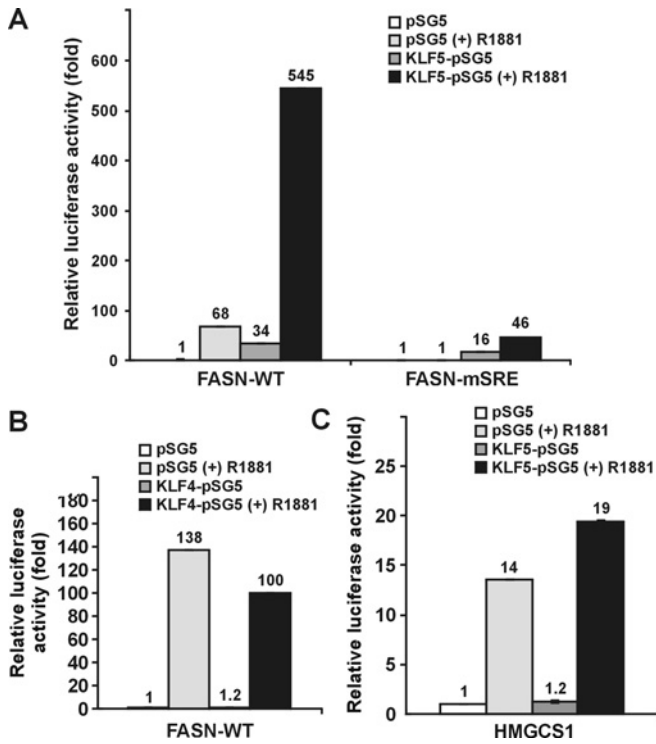 A
pSG5
pSG5 (+) R1881
KLF5-pSG5
KLF5-pSG5 (+) R1881
Relative luciferase activity (fold)
600
500
400
300
200
100
0
1
68
34
545
1
1
16
46
FASN-WT
FASN-mSRE
B
pSG5
pSG5 (+) R1881
KLF4-pSG5
KLF4-pSG5 (+) R1881
Relative luciferase
activity (fold)
160
140
120
100
80
60
40
20
0
1
138
1.2
100
FASN-WT
C
pSG5
pSG5 (+) R1881
KLF5-pSG5
KLF5-pSG5 (+) R1881
Relative luciferase activity (fold)
25
20
15
10
5
0
1
14
1.2
19
HMGCS1